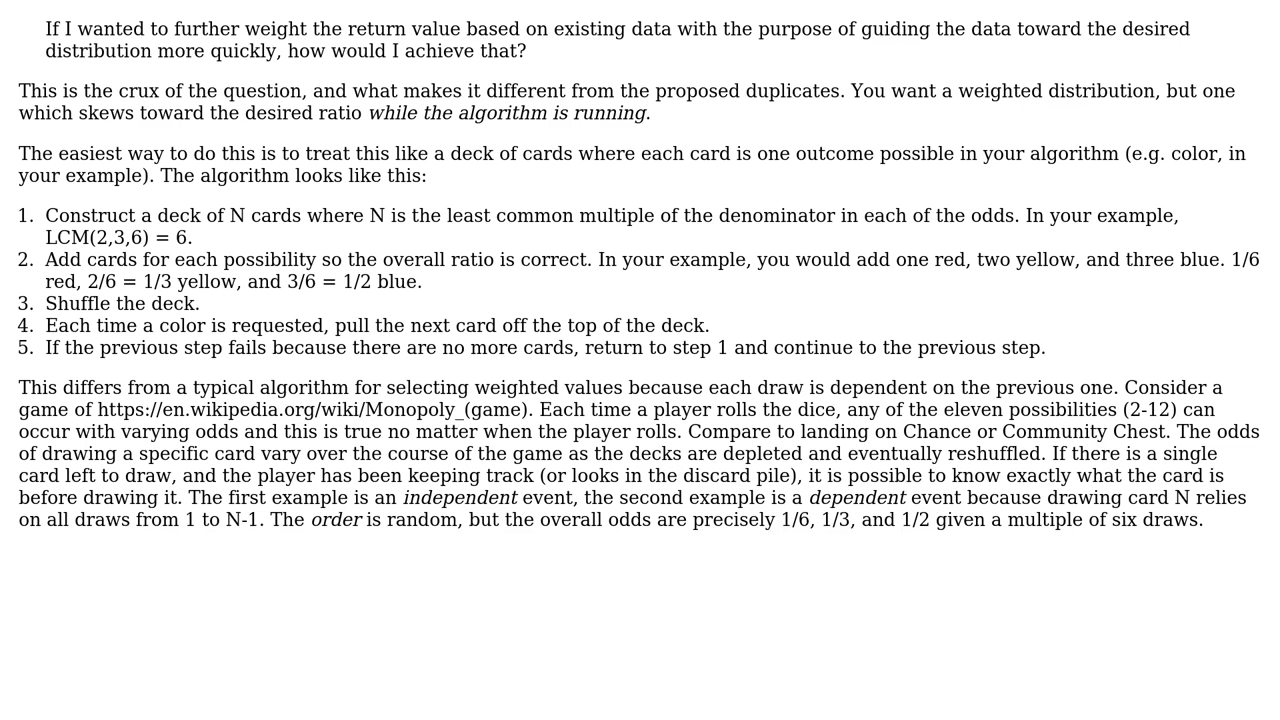 If I wanted to further weight the return value based on existing data with the purpose of guiding the data toward the desired
distribution more quickly, how would I achieve that?
This is the crux of the question, and what makes it different from the proposed duplicates. You want a weighted distribution, but one
which skews toward the desired ratio while the algorithm is running.
The easiest way to do this is to treat this like a deck of cards where each card is one outcome possible in your algorithm (e.g. color, in
your example). The algorithm looks like this:
1. Construct a deck of N cards where N is the least common multiple of the denominator in each of the odds. In your example,
LCM(2,3,6) = 6.
2. Add cards for each possibility so the overall ratio is correct. In your example, you would add one red, two yellow, and three blue. 1/6
red, 2/6 = 1/3 yellow, and 3/6 = 1/2 blue.
3. Shuffle the deck.
4. Each time a color is requested, pull the next card off the top of the deck.
5. If the previous step fails because there are no more cards, return to step 1 and continue to the previous step.
This differs from a typical algorithm for selecting weighted values because each draw is dependent on the previous one. Consider a
game of https://en.wikipedia.org/wiki/Monopoly_(game). Each time a player rolls the dice, any of the eleven possibilities (2-12) can
occur with varying odds and this is true no matter when the player rolls. Compare to landing on Chance or Community Chest. The odds
of drawing a specific card vary over the course of the game as the decks are depleted and eventually reshuffled. If there is a single
card left to draw, and the player has been keeping track (or looks in the discard pile), it is possible to know exactly what the card is
before drawing it. The first example is an independent event, the second example is a dependent event because drawing card N relies
on all draws from 1 to N-1. The order is random, but the overall odds are precisely 1/6, 1/3, and 1/2 given a multiple of six draws.